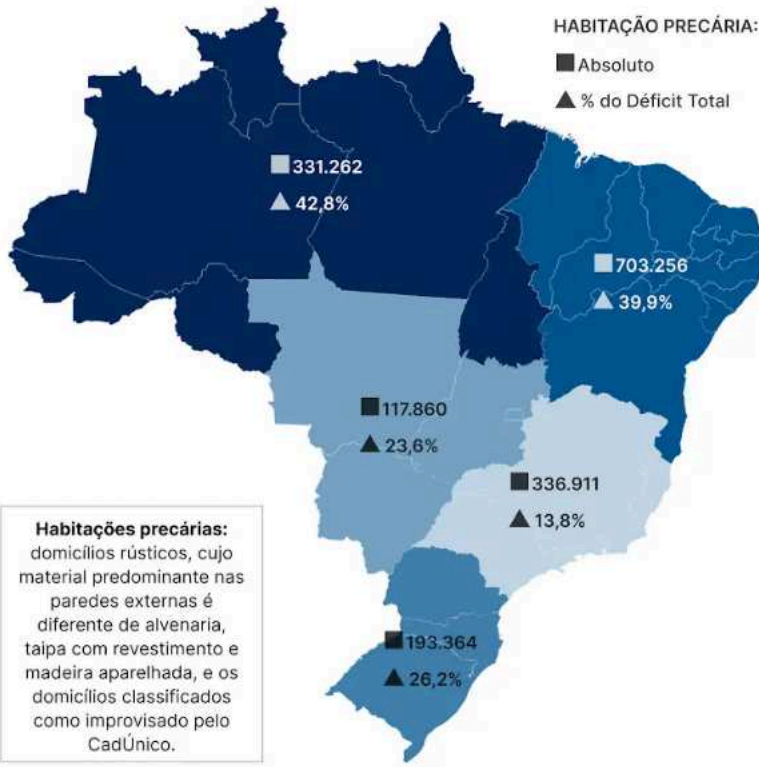 HABITAÇÃO PRECÁRIA:
Absoluto
% do Déficit Total
331.262
42,8%
703.256
39,9%
117.860
23,6%
336.911
13,8%
193.364
26,2%
Habitações precárias:
domicílios rústicos, cujo
material predominante nas
paredes externas é
diferente de alvenaria,
taipa com revestimento e
madeira aparelhada, e os
domicílios classificados
como improvisado pelo
CadÚnico.